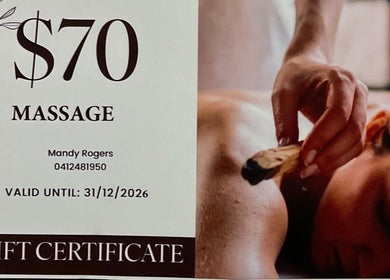 $70
MASSAGE
Mandy Rogers
0412481950
VALID UNTIL: 31/12/2026
IFT CERTIFICATE